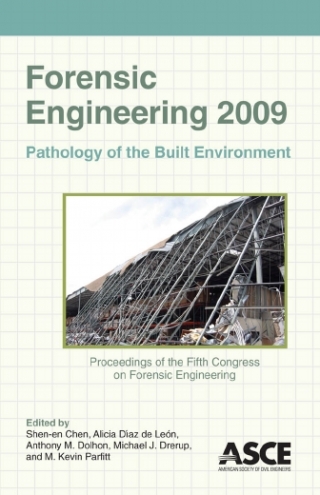 Forensic
Engineering 2009
Pathology of the Built Environment
Proceedings of the Fifth Congress
on Forensic Engineering
Edited by
Shen-en Chen, Alicia Diaz de León,
Anthony M. Dolhon, Michael J. Drerup,
and M. Kevin Parfitt
ASCE
AMERICAN SOCIETY OF CIVIL ENGINEERS